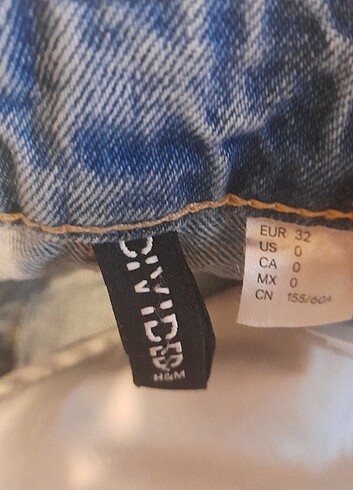 DIVIDED
H&M
EUR 32
US 0
CA 0
MX 0
CN 155/60A